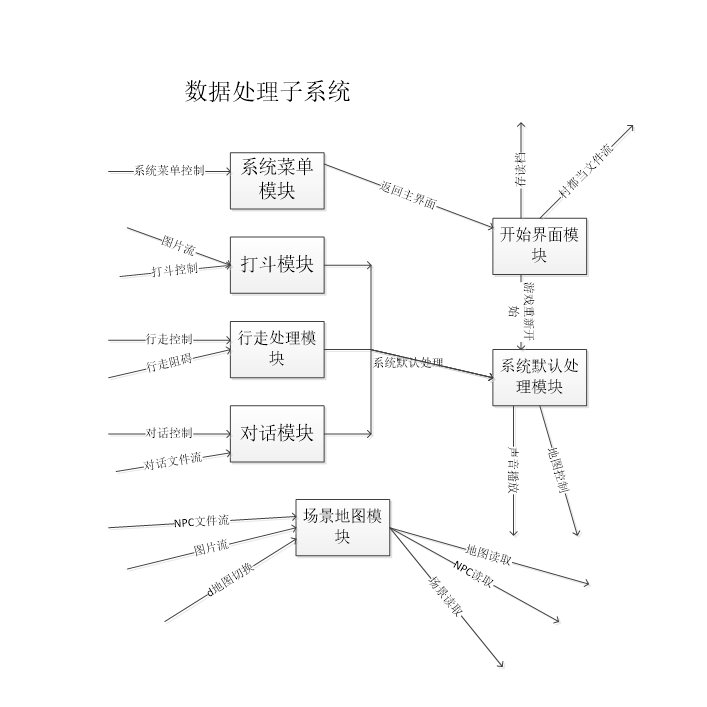 数据处理子系统
系统菜单控制
系统菜单
模块
返回主界面
存读档
村都当文件流
开始界面模
块
图片流
打斗控制
打斗模块
游戏重新开
始
行走控制
行走阻碍
行走处理模
块
系统默认处理
系统默认处
理模块
对话控制
对话文件流
对话模块
声音播放
地图控制
NPC文件流
图片流
d地图切换
场景地图模
块
地图读取
NPC读取
场景读取